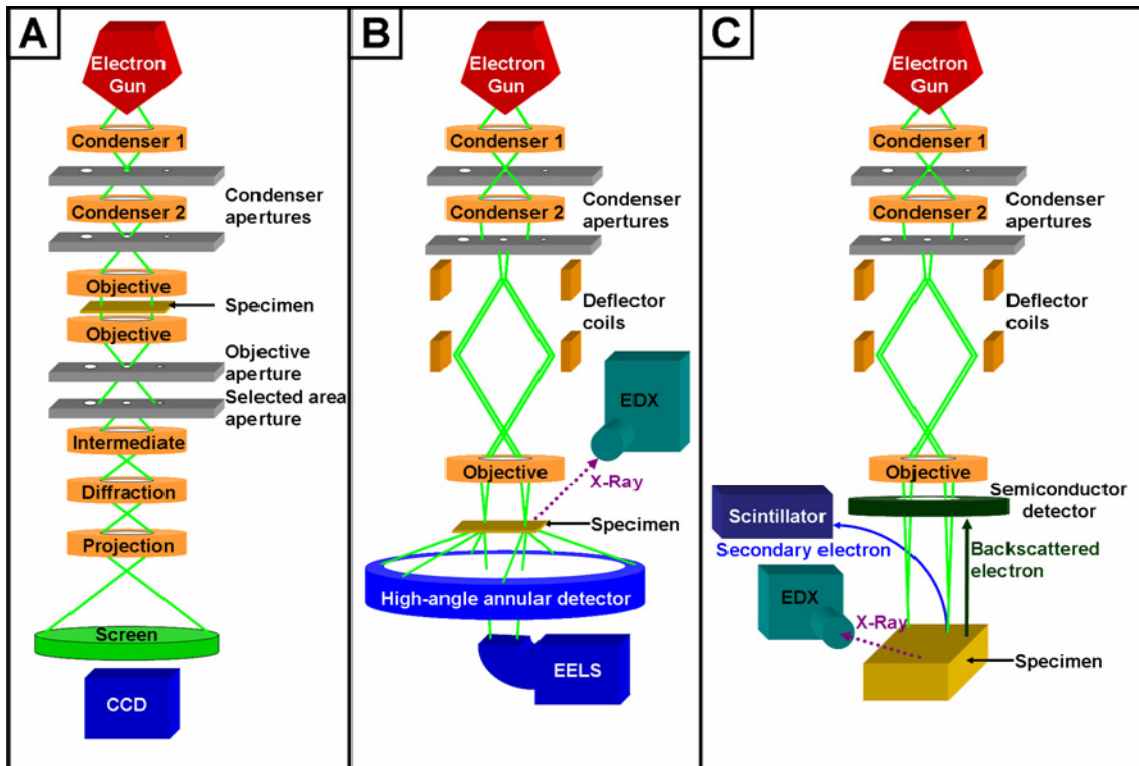 A
Electron
Gun
Condenser 1
Condenser 2
Condenser
apertures
Objective
Specimen
Objective
Objective
aperture
Selected area
aperture
Intermediate
Diffraction
Projection
Screen
CCD
B
Electron
Gun
Condenser 1
Condenser 2
Condenser
apertures
Deflector
coils
EDX
Objective
X-Ray
Specimen
High-angle annular detector
EELS
C
Electron
Gun
Condenser 1
Condenser 2
Condenser
apertures
Deflector
coils
Objective
Semiconductor
detector
Scintillator
Secondary electron
Backscattered
electron
EDX
X-Ray
Specimen